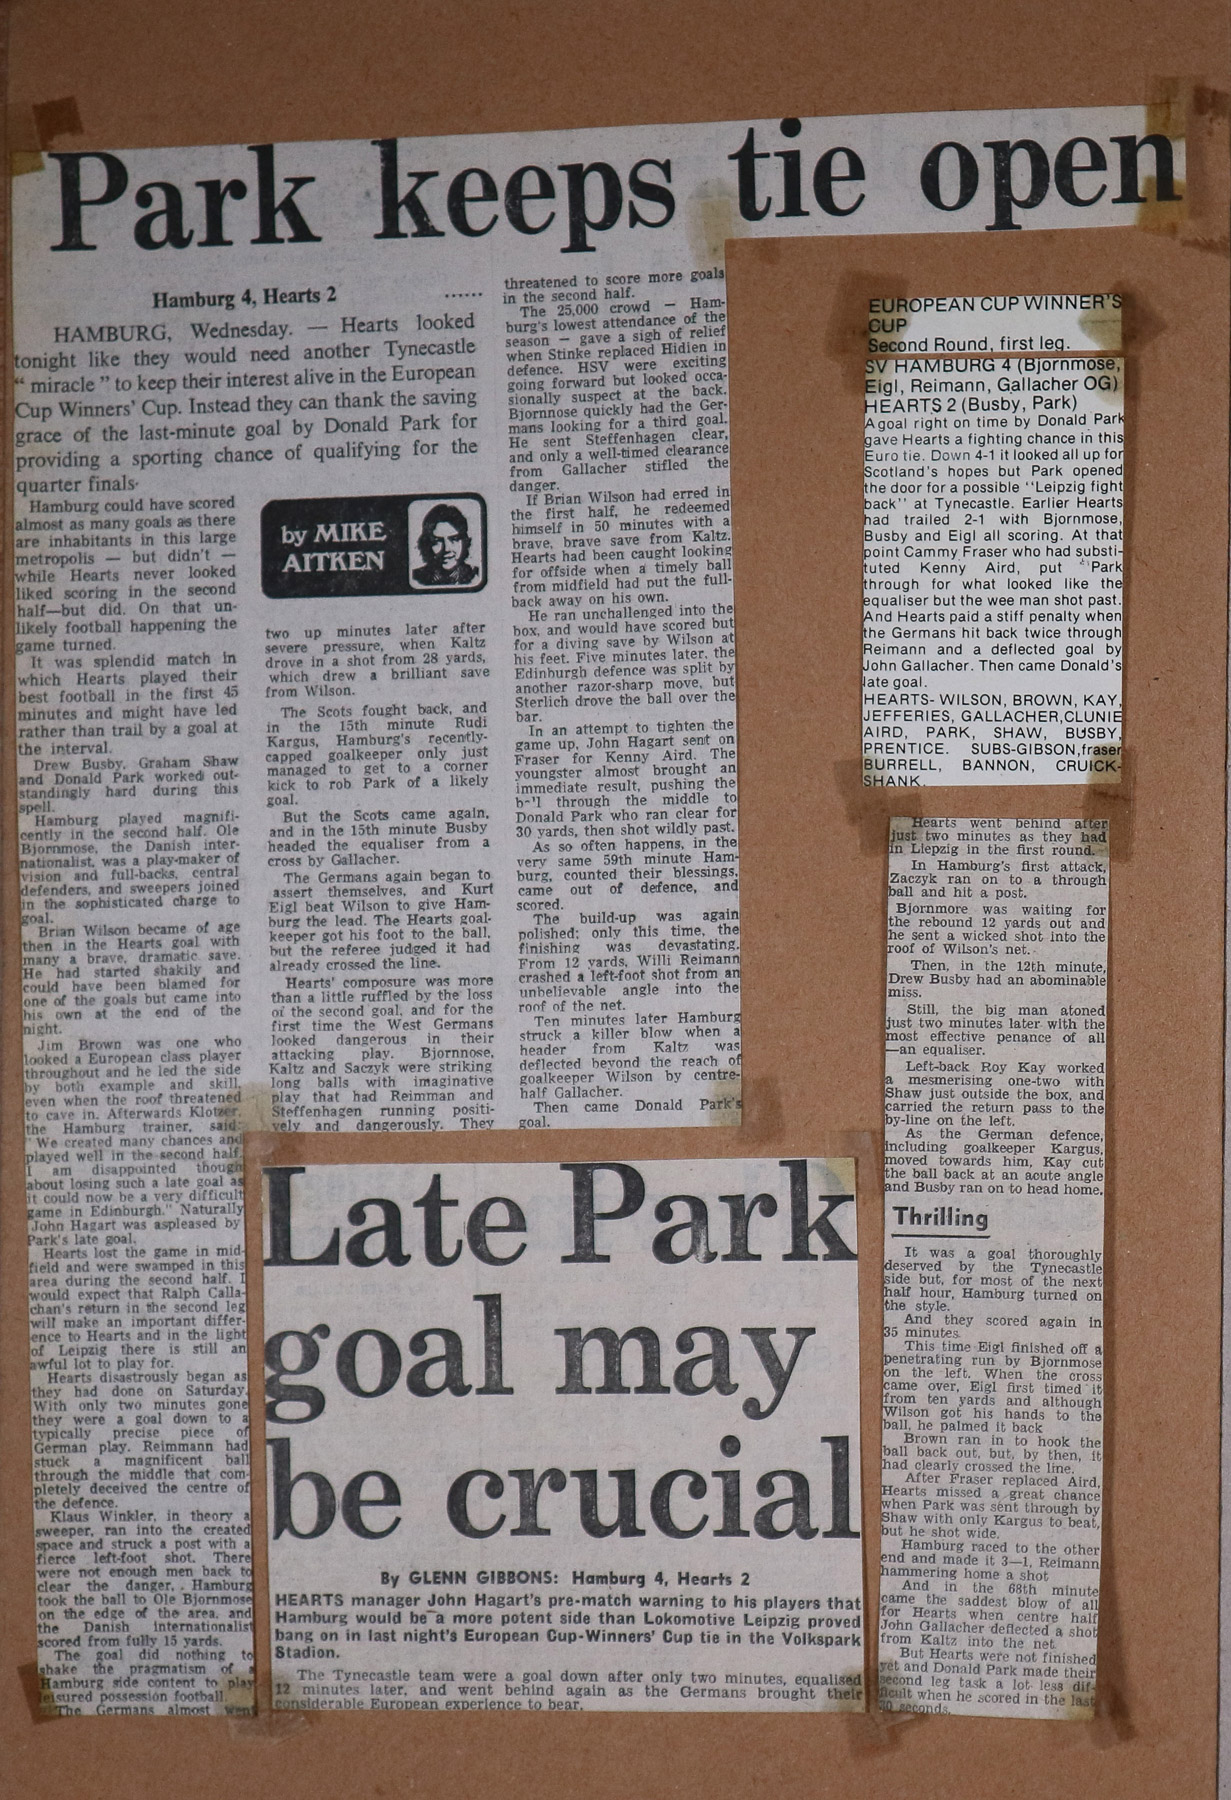 Park keeps tie open
Hamburg 4, Hearts 2
HAMBURG, Wednesday. — Hearts looked
tonight like they would need another Tynecastle
“ miracle ” to keep their interest alive in the European
Cup Winners' Cup. Instead they can thank the saving
grace of the last-minute goal by Donald Park for
providing a sporting chance of qualifying for the
quarter finals.
Hamburg could have scored
almost as many goals as there
are inhabitants in this large
metropolis — but didn't —
while Hearts never looked
liked scoring in the second
half—but did. On that un-
likely football happening the
game turned.
It was splendid match in
which Hearts played their
best football in the first 45
minutes and might have led
rather than trail by a goal at
the interval.
Drew Busby, Graham Shaw
and Donald Park worked out-
standingly hard during this
spell.
Hamburg played magnifi-
cently in the second half. Ole
Bjornmose, the Danish inter-
nationalist, was a play-maker of
vision and full-backs, central
defenders, and sweepers joined
in the sophisticated charge to
goal.
Brian Wilson became of age
then in the Hearts goal with
many a brave, dramatic save.
He had started shakily and
could have been blamed for
one of the goals but came into
his own at the end of the
night.
Jim Brown was one who
looked a European class player
throughout and he led the side
by both example and skill,
even when the roof threatened
to cave in. Afterwards Klotzer,
the Hamburg trainer, said:
" We created many chances and
played well in the second half.
I am disappointed though
about losing such a late goal as
it could now be a very difficult
game in Edinburgh." Naturally
John Hagart was aspleased by
Park's late goal.
Hearts lost the game in mid-
field and were swamped in this
area during the second half. I
would expect that Ralph Calla-
chan's return in the second leg
will make an important differ-
ence to Hearts and in the light
of Leipzig there is still an
awful lot to play for.
Hearts disastrously began as
they had done on Saturday.
With only two minutes gone
they were a goal down to a
typically precise piece of
German play. Reimmann had
stuck a magnificent ball
through the middle that com-
pletely deceived the centre of
the defence.
Klaus Winkler, in theory a
sweeper, ran into the created
space and struck a post with a
fierce left-foot shot. There
were not enough men back to
clear the danger. Hamburg
took the ball to Ole Bjornmose
on the edge of the area, and
the Danish internationalist
scored from fully 15 yards.
The goal did nothing to
shake the pragmatism of a
Hamburg side content to play
leisured possession football.
The Germans almost went
by MIKE
AITKEN
two up minutes later after
severe pressure, when Kaltz
drove in a shot from 28 yards,
which drew a brilliant save
from Wilson.
The Scots fought back, and
in the 15th minute Rudi
Kargus, Hamburg's recently-
capped goalkeeper only just
managed to get to a corner
kick to rob Park of a likely
goal.
But the Scots came again,
and in the 15th minute Busby
headed the equaliser from a
cross by Gallacher.
The Germans again began to
assert themselves, and Kurt
Eigl beat Wilson to give Ham-
burg the lead. The Hearts goal-
keeper got his foot to the ball,
but the referee judged it had
already crossed the line.
Hearts' composure was more
than a little ruffled by the loss
of the second goal, and for the
first time the West Germans
looked dangerous in their
attacking play. Bjornnose,
Kaltz and Saczyk were striking
long balls with imaginative
play that had Reimman and
Steffenhagen running positi-
vely and dangerously. They
threatened to score more goals
in the second half.
The 25,000 crowd — Ham-
burg's lowest attendance of the
season — gave a sigh of relief
when Stinke replaced Hidien in
defence. HSV were exciting
going forward but looked occa-
sionally suspect at the back.
Bjornnose quickly had the Ger-
mans looking for a third goal.
He sent Steffenhagen clear,
and only a well-timed clearance
from Gallacher stifled the
danger.
If Brian Wilson had erred in
the first half, he redeemed
himself in 50 minutes with a
brave, brave save from Kaltz.
Hearts had been caught looking
for offside when a timely ball
from midfield had put the full-
back away on his own.
He ran unchallenged into the
box, and would have scored but
for a diving save by Wilson at
his feet. Five minutes later, the
Edinburgh defence was split by
another razor-sharp move, but
Sterlich drove the ball over the
bar.
In an attempt to tighten the
game up, John Hagart sent on
Fraser for Kenny Aird. The
youngster almost brought an
immediate result, pushing the
through the middle to
Donald Park who ran clear for
30 yards, then shot wildly past.
As so often happens, in the
very same 59th minute Ham-
burg, counted their blessings,
came out of defence, and
scored.
The build-up was again
polished; only this time, the
finishing was devastating.
From 12 yards, Willi Reimann
crashed a left-foot shot from an
unbelievable angle into the
roof of the net.
Ten minutes later Hamburg
struck a killer blow when a
header from Kaltz was
deflected beyond the reach of
goalkeeper Wilson by centre-
half Gallacher.
Then came Donald Park's
goal.
EUROPEAN CUP WINNER'S
CUP
Second Round, first leg.
SV HAMBURG 4 (Bjornmose,
Eigl, Reimann, Gallacher OG)
HEARTS 2 (Busby, Park)
A goal right on time by Donald Park
gave Hearts a fighting chance in this
Euro tie. Down 4-1 it looked all up for
Scotland's hopes but Park opened
the door for a possible "Leipzig fight
back" at Tynecastle. Earlier Hearts
had trailed 2-1 with Bjornmose,
Busby and Eigl all scoring. At that
point Cammy Fraser who had substi-
tuted Kenny Aird, put Park
through for what looked like the
equaliser but the wee man shot past.
And Hearts paid a stiff penalty when
the Germans hit back twice through
Reimann and a deflected goal by
John Gallacher. Then came Donald's
late goal.
HEARTS- WILSON, BROWN, KAY,
JEFFERIES, GALLACHER,CLUNIE
AIRD, PARK, SHAW, BUSBY,
PRENTICE. SUBS-GIBSON,fraser
BURRELL, BANNON, CRUICK-
SHANK.
Late Park
goal may
be crucial
By GLENN GIBBONS: Hamburg 4, Hearts 2
HEARTS manager John Hagart's pre-match warning to his players that
Hamburg would be a more potent side than Lokomotive Leipzig proved
bang on in last night's European Cup-Winners' Cup tie in the Volkspark
Stadion.
The Tynecastle team were a goal down after only two minutes, equalised
12 minutes later, and went behind again as the Germans brought their
considerable European experience to bear.
Hearts went behind after
just two minutes as they had
in Liepzig in the first round.
In Hamburg's first attack,
Zaczyk ran on to a through
ball and hit a post.
Bjornmore was waiting for
the rebound 12 yards out and
he sent a wicked shot into the
roof of Wilson's net.
Then, in the 12th minute,
Drew Busby had an abominable
miss.
Still, the big man atoned
just two minutes later with the
most effective penance of all
—an equaliser.
Left-back Roy Kay worked
a mesmerising one-two with
Shaw just outside the box, and
carried the return pass to the
by-line on the left.
As the German defence,
including goalkeeper Kargus,
moved towards him, Kay cut
the ball back at an acute angle
and Busby ran on to head home.
Thrilling
It was a goal thoroughly
deserved by the Tynecastle
side but, for most of the next
half hour, Hamburg turned on
the style.
And they scored again in
35 minutes.
This time Eigl finished off a
penetrating run by Bjornmose
on the left. When the cross
came over, Eigl first timed it
from ten yards and although
Wilson got his hands to the
ball, he palmed it back
Brown ran in to hook the
ball back out, but, by then, it
had clearly crossed the line.
After Fraser replaced Aird,
Hearts missed a great chance
when Park was sent through by
Shaw with only Kargus to beat,
but he shot wide.
Hamburg raced to the other
end and made it 3—1, Reimann
hammering home a shot
And in the 68th minute
came the saddest blow of all
for Hearts when centre half
John Gallacher deflected a shot
from Kaltz into the net
But Hearts were not finished
yet and Donald Park made their
second leg task a lot less dif-
ficult when he scored in the last
30 seconds.